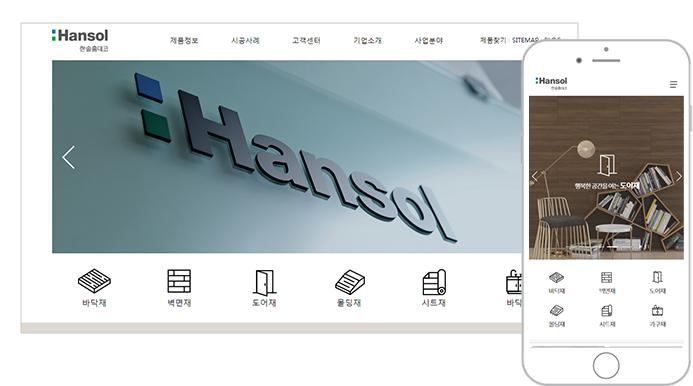 Hansol
한솔홈데코
제품정보 시공사례 고객센터 기업소개 사업분야 제품찾기 SITEMAP
Hansol
바닥재 벽면재 도어재 몰딩재 시트재 바닥
Hansol
한솔홈데코
행복한 공간을 여는 도어재
바닥재 벽면재 도어재
몰딩재 시트재 가구재